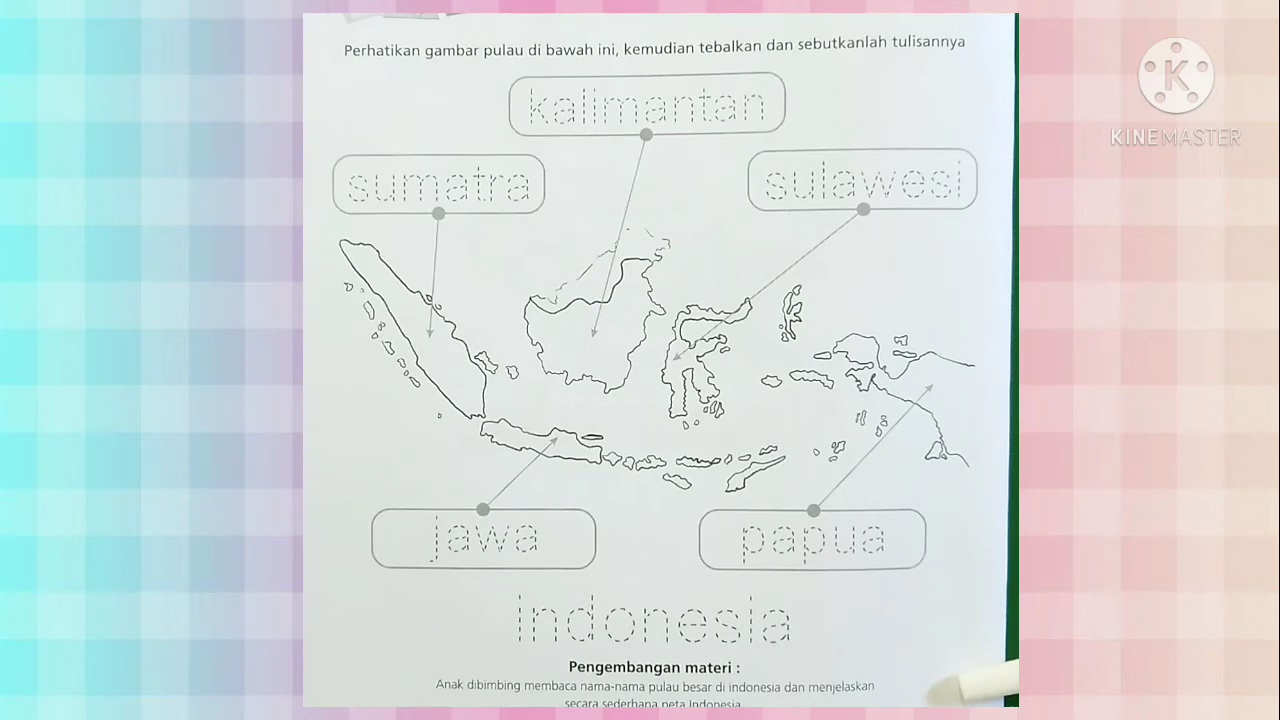 Perhatikan gambar pulau di bawah ini, kemudian tebalkan dan sebutkanlah tulisannya
kalimantan
sumatra
sulawesi
jawa
papua
indonesia
Pengembangan materi :
Anak dibimbing membaca nama-nama pulau besar di indonesia dan menjelaskan
secara sederhana peta Indonesia
K
KINEMASTER